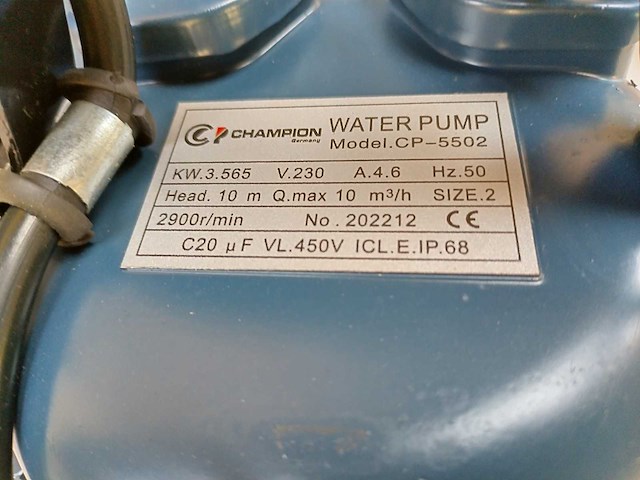 CHAMPION
Germany
WATER PUMP
Model.CP-5502
KW.3.565 V.230 A.4.6 Hz.50
Head. 10 m Q.max 10 m³/h SIZE.2
2900r/min No. 202212 CE
C20 µF VL.450V ICL.E.IP.68